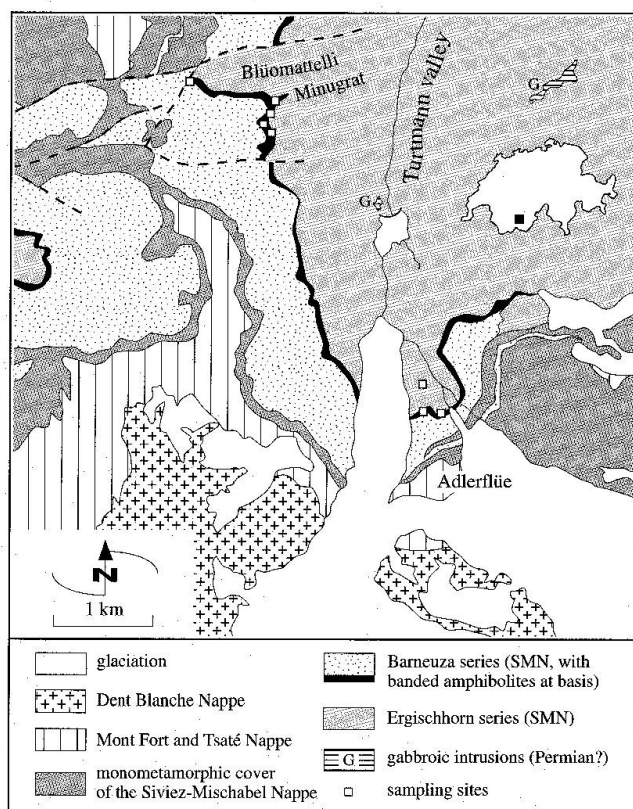 Blüomattelli
Minugrat
Turtmann valley
G
G
Adlerflüe
N
1 km
glaciation
Dent Blanche Nappe
Mont Fort and Tsaté Nappe
monometamorphic cover
of the Siviez-Mischabel Nappe
Barneuza series (SMN, with
banded amphibolites at basis)
Ergischhorn series (SMN)
G gabbroic intrusions (Permian?)
sampling sites